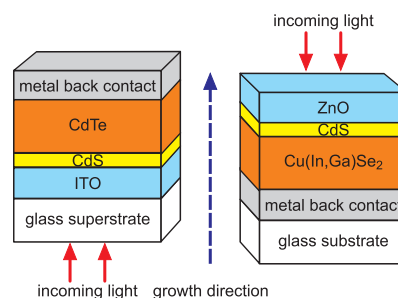 incoming light
metal back contact
CdTe
CdS
ITO
glass superstrate
incoming light
growth direction
ZnO
CdS
Cu(In,Ga)Se2
metal back contact
glass substrate